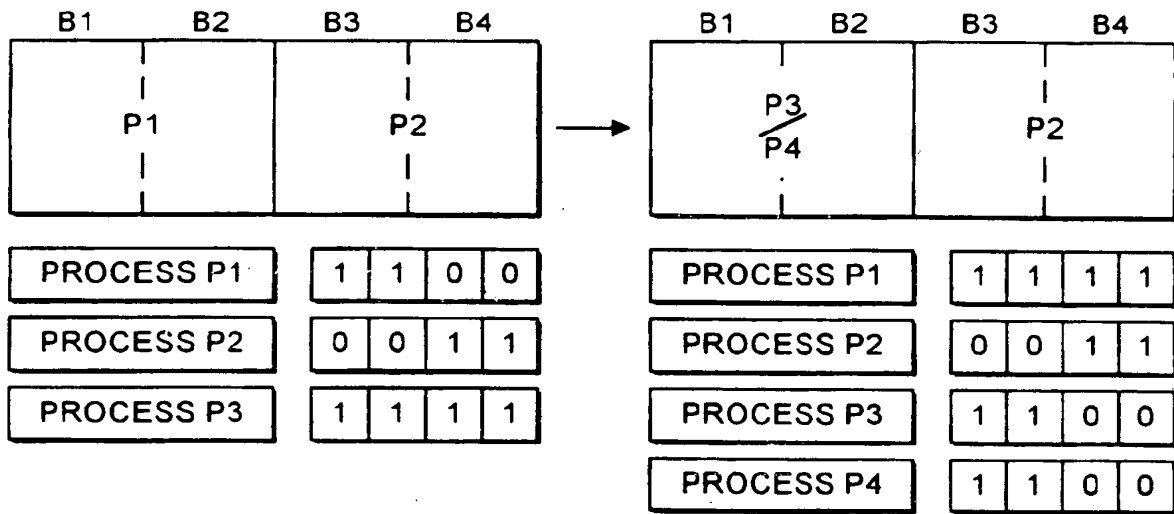 B1 B2 B3 B4
P1 P2
PROCESS P1 1 1 0 0
PROCESS P2 0 0 1 1
PROCESS P3 1 1 1 1
B1 B2 B3 B4
P3
P4
P2
PROCESS P1 1 1 1 1
PROCESS P2 0 0 1 1
PROCESS P3 1 1 0 0
PROCESS P4 1 1 0 0